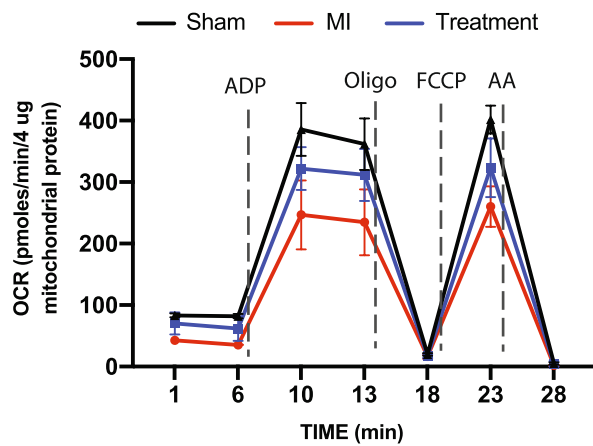 Sham MI Treatment
500
400
300
200
100
0
ADP Oligo FCCP AA
OCR (pmoles/min/4 ug
mitochondrial protein)
1 6 10 13 18 23 28
TIME (min)